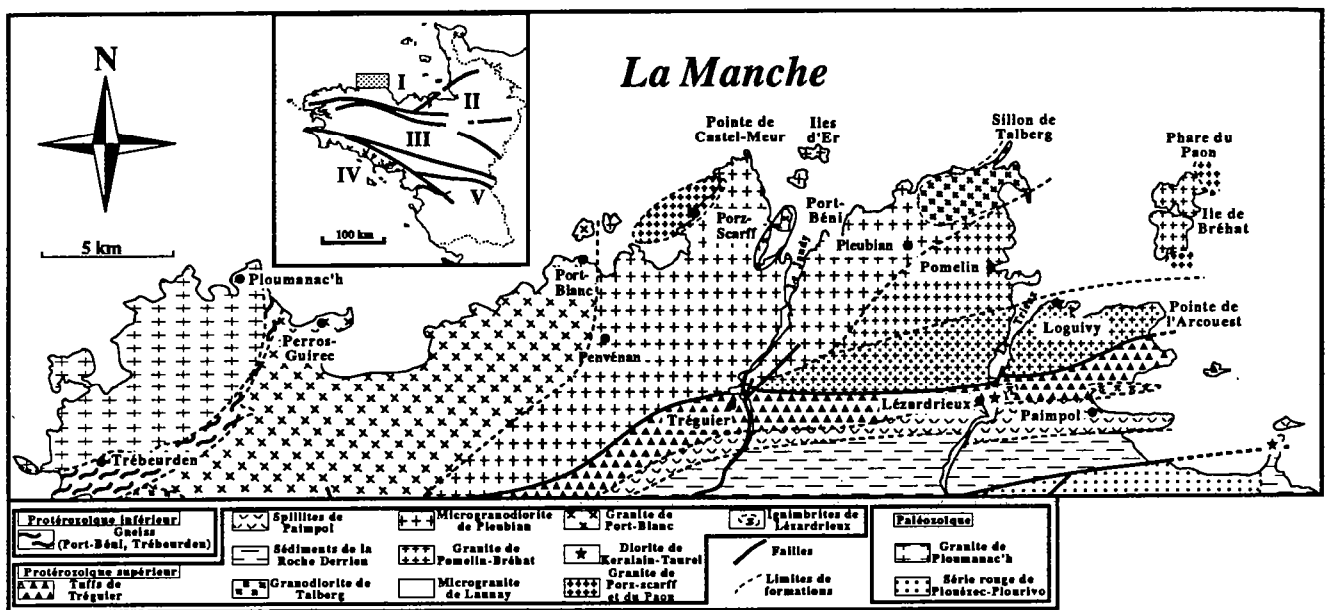 N
5 km
I
II
III
IV
V
100 km
La Manche
Pointe de
Castel-Meur
Iles
d'Er
Sillon de
Talberg
Phare du
Paon
Porz-
Scarff
Port-
Béni
Pleubian
Ile de
Bréhat
Ploumanac'h
Port-
Blanc
Pomelin
Perros-
Guirec
Loguivy
Pointe de
l'Arcouest
Penvénan
Lézardrieux
Tréguier
Paimpol
Trébeurden
Protérozoïque inférieur
Gneiss
(Port-Béni, Trébeurden)
Protérozoïque supérieur
Tuffs de
Tréguier
Spillites de
Paimpol
Sédiments de la
Roche Derrien
Granodiorite de
Talberg
Microgranodiorite
de Pleubian
Granite de
Pomelin-Bréhat
Microgranite
de Launay
Granite de
Port-Blanc
Diorite de
Keralain-Taurel
Granite de
Porz-scarff
et du Paon
Ignimbrites de
Lézardrieux
Failles
Limites de
formations
Paléozoïque
Granite de
Ploumanac'h
Série rouge de
Plouézec-Plourivo